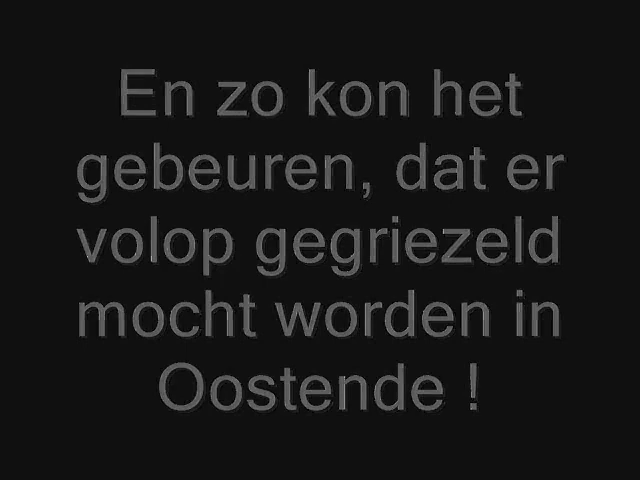 En zo kon het
gebeuren, dat er
volop gegriezeld
mocht worden in
Oostende !